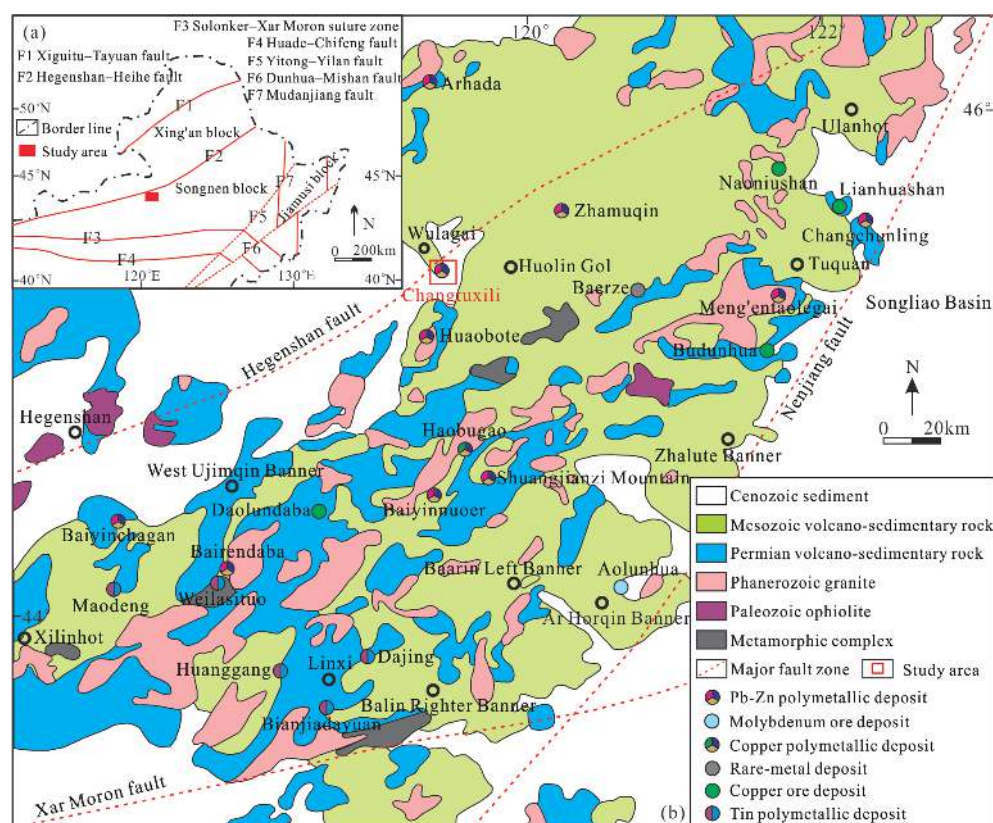 (a)
F3 Solonker–Xar Moron suture zone
F4 Huade–Chifeng fault
F1 Xiguitu–Tayuan fault
F5 Yitong–Yilan fault
F2 Hegenshan–Heihe fault
F6 Dunhua–Mishan fault
F7 Mudanjiang fault
50°N
Border line
Study area
F1
Xing'an block
F2
45°N
45°N
Songnen block
F7
Jiamusi block
F5
F3
F6
F4
N
0 200km
40°N
40°N
120°E
130°E
120°
122°
46°
Arhada
Ulanhot
Naoniushan
Lianhuashan
Zhamuqin
Changchunling
Wulagai
Huolin Gol
Tuquan
Changtuxili
Baerze
Meng'entaolegai
Songliao Basin
Huaobote
Budunhua
Hegenshan fault
Nenjiang fault
N
0 20km
Hegenshan
Haobugao
Zhalute Banner
West Ujimqin Banner
Shuangjianzi Mountain
Daolundaba
Baiyinnuoer
Baiyinchagan
Bairendaba
Baarin Left Banner
Aolunhua
Maodeng
Weilasituo
44
Ar Horqin Banner
Xilinhot
Huanggang
Linxi
Dajing
Balin Righter Banner
Bianjiadayuan
Xar Moron fault
(b)
Cenozoic sediment
Mesozoic volcano-sedimentary rock
Permian volcano-sedimentary rock
Phanerozoic granite
Paleozoic ophiolite
Metamorphic complex
Major fault zone
Study area
Pb-Zn polymetallic deposit
Molybdenum ore deposit
Copper polymetallic deposit
Rare-metal deposit
Copper ore deposit
Tin polymetallic deposit